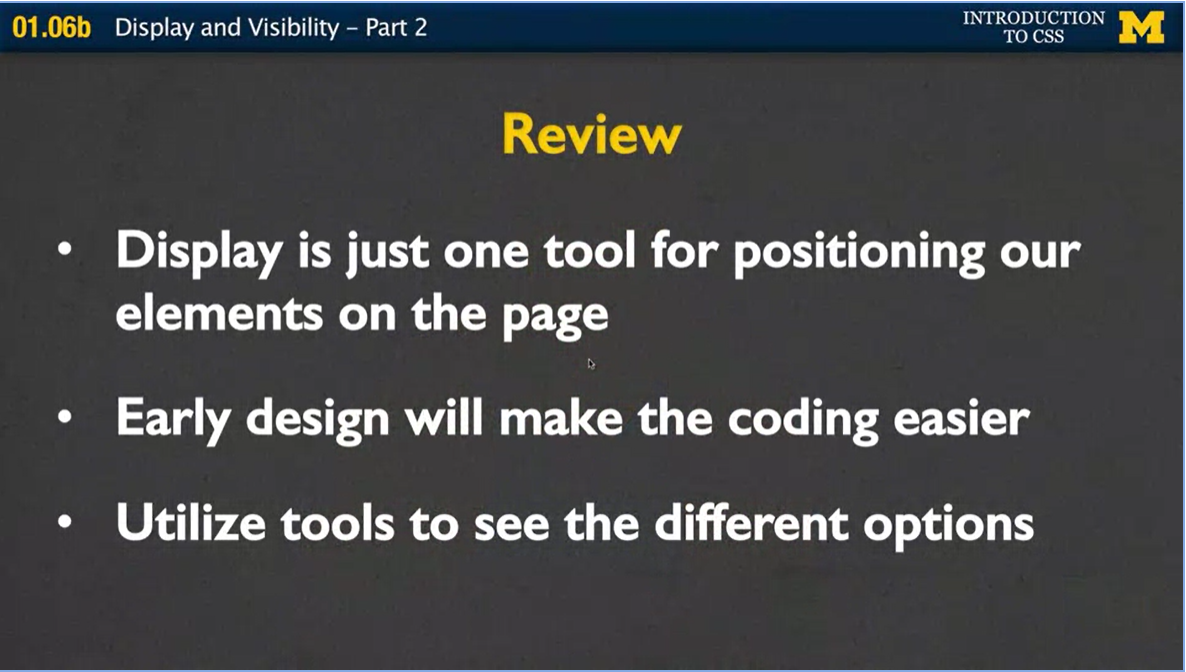 01.06b Display and Visibility – Part 2
INTRODUCTION
TO CSS
M
Review
• Display is just one tool for positioning our
elements on the page
• Early design will make the coding easier
• Utilize tools to see the different options